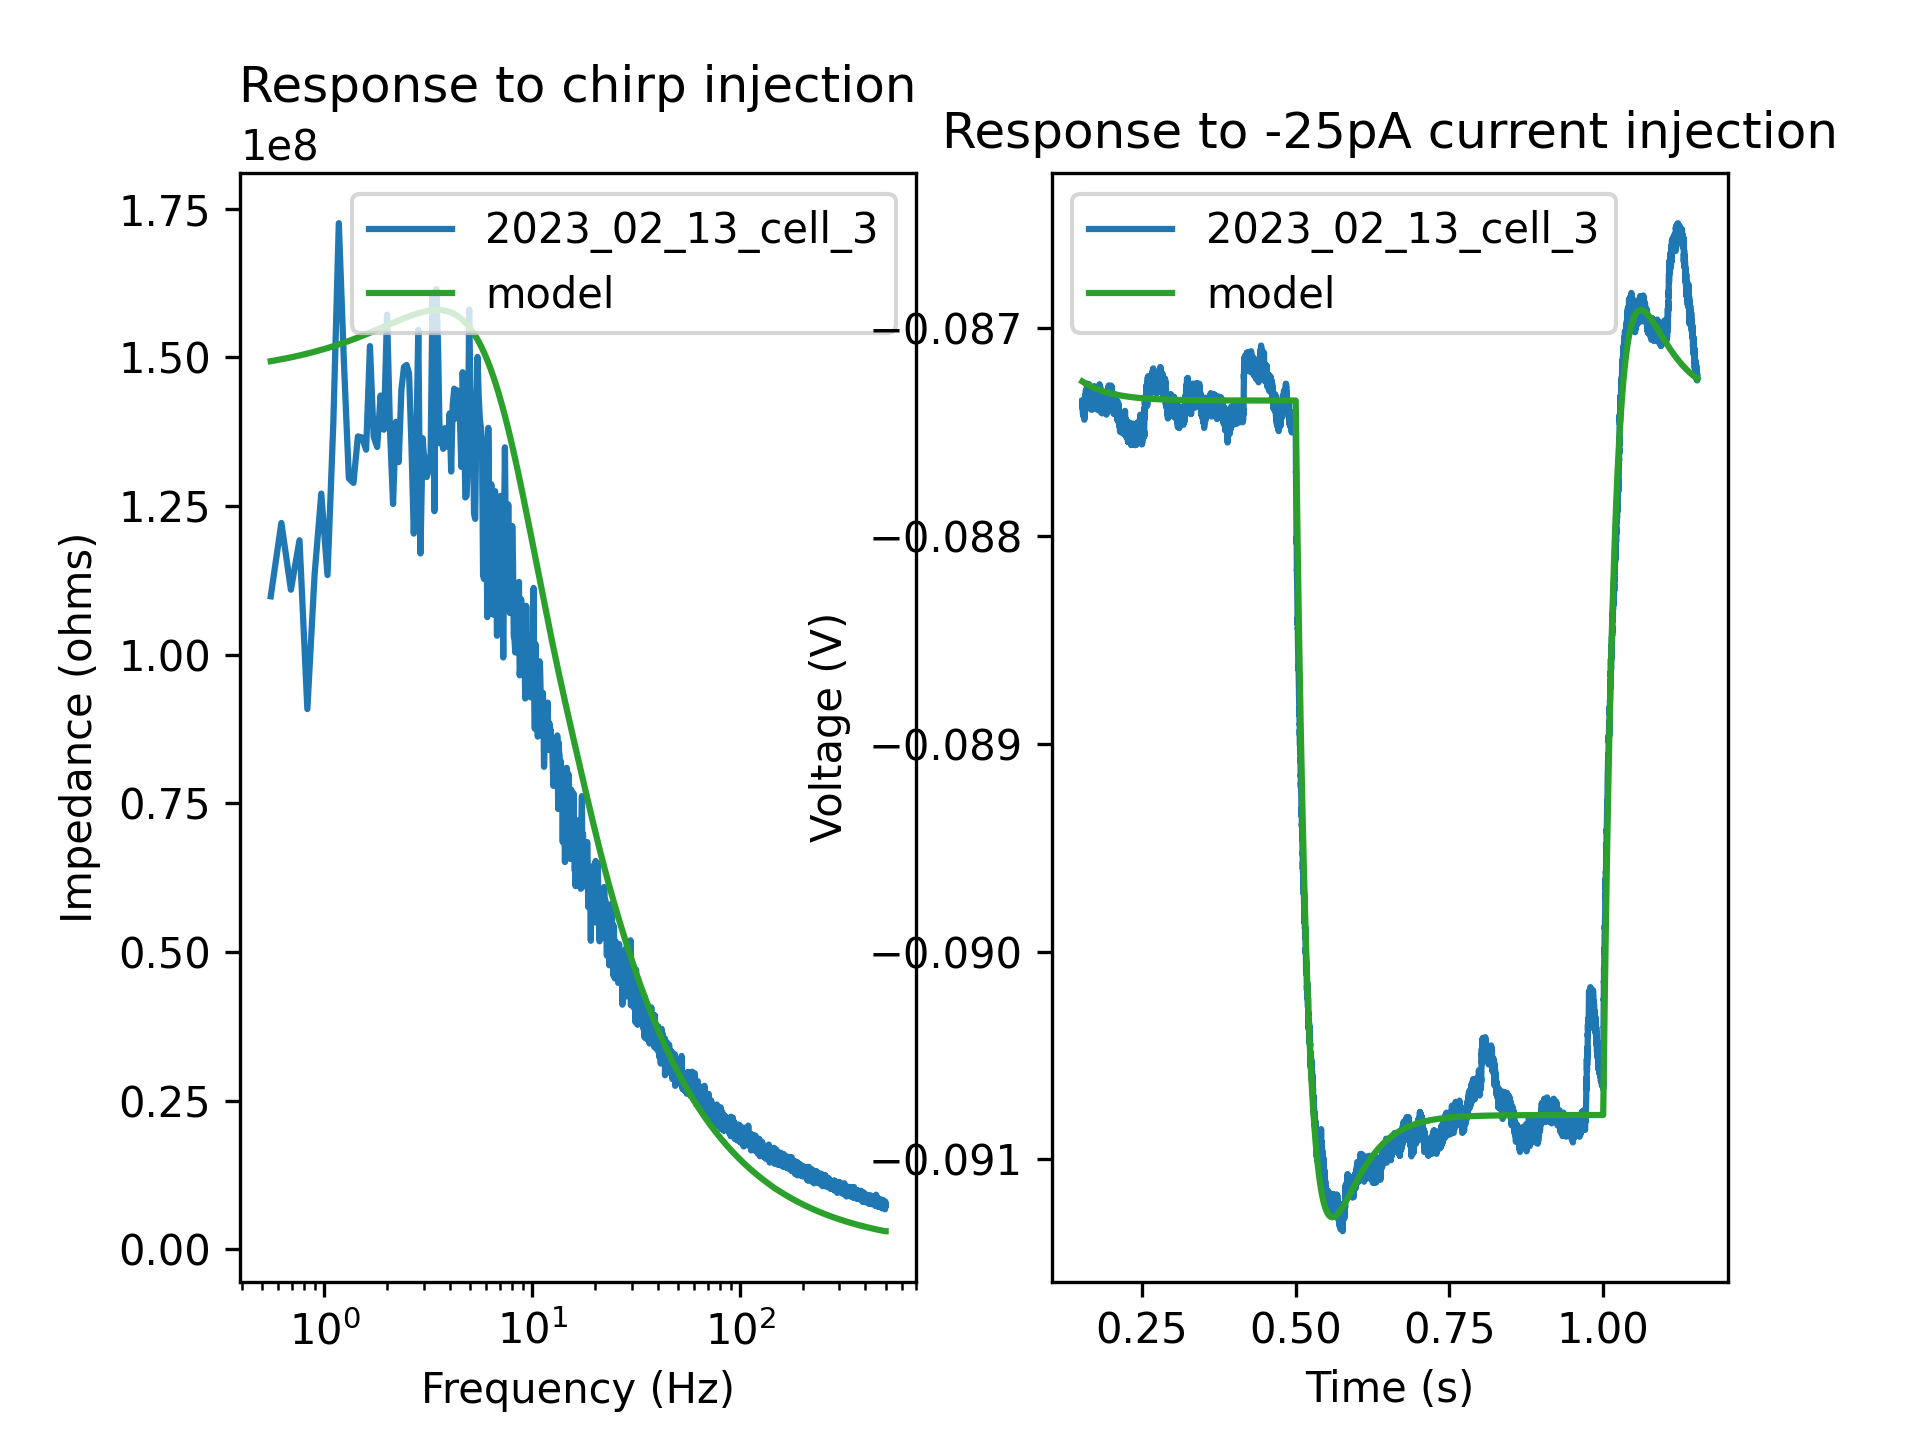 Response to chirp injection
1e8
2023_02_13_cell_3
model
1.75
1.50
1.25
1.00
0.75
0.50
0.25
0.00
Impedance (ohms)
10^0
10^1
10^2
Frequency (Hz)
Response to -25pA current injection
2023_02_13_cell_3
model
−0.087
−0.088
−0.089
−0.090
−0.091
Voltage (V)
0.25
0.50
0.75
1.00
Time (s)